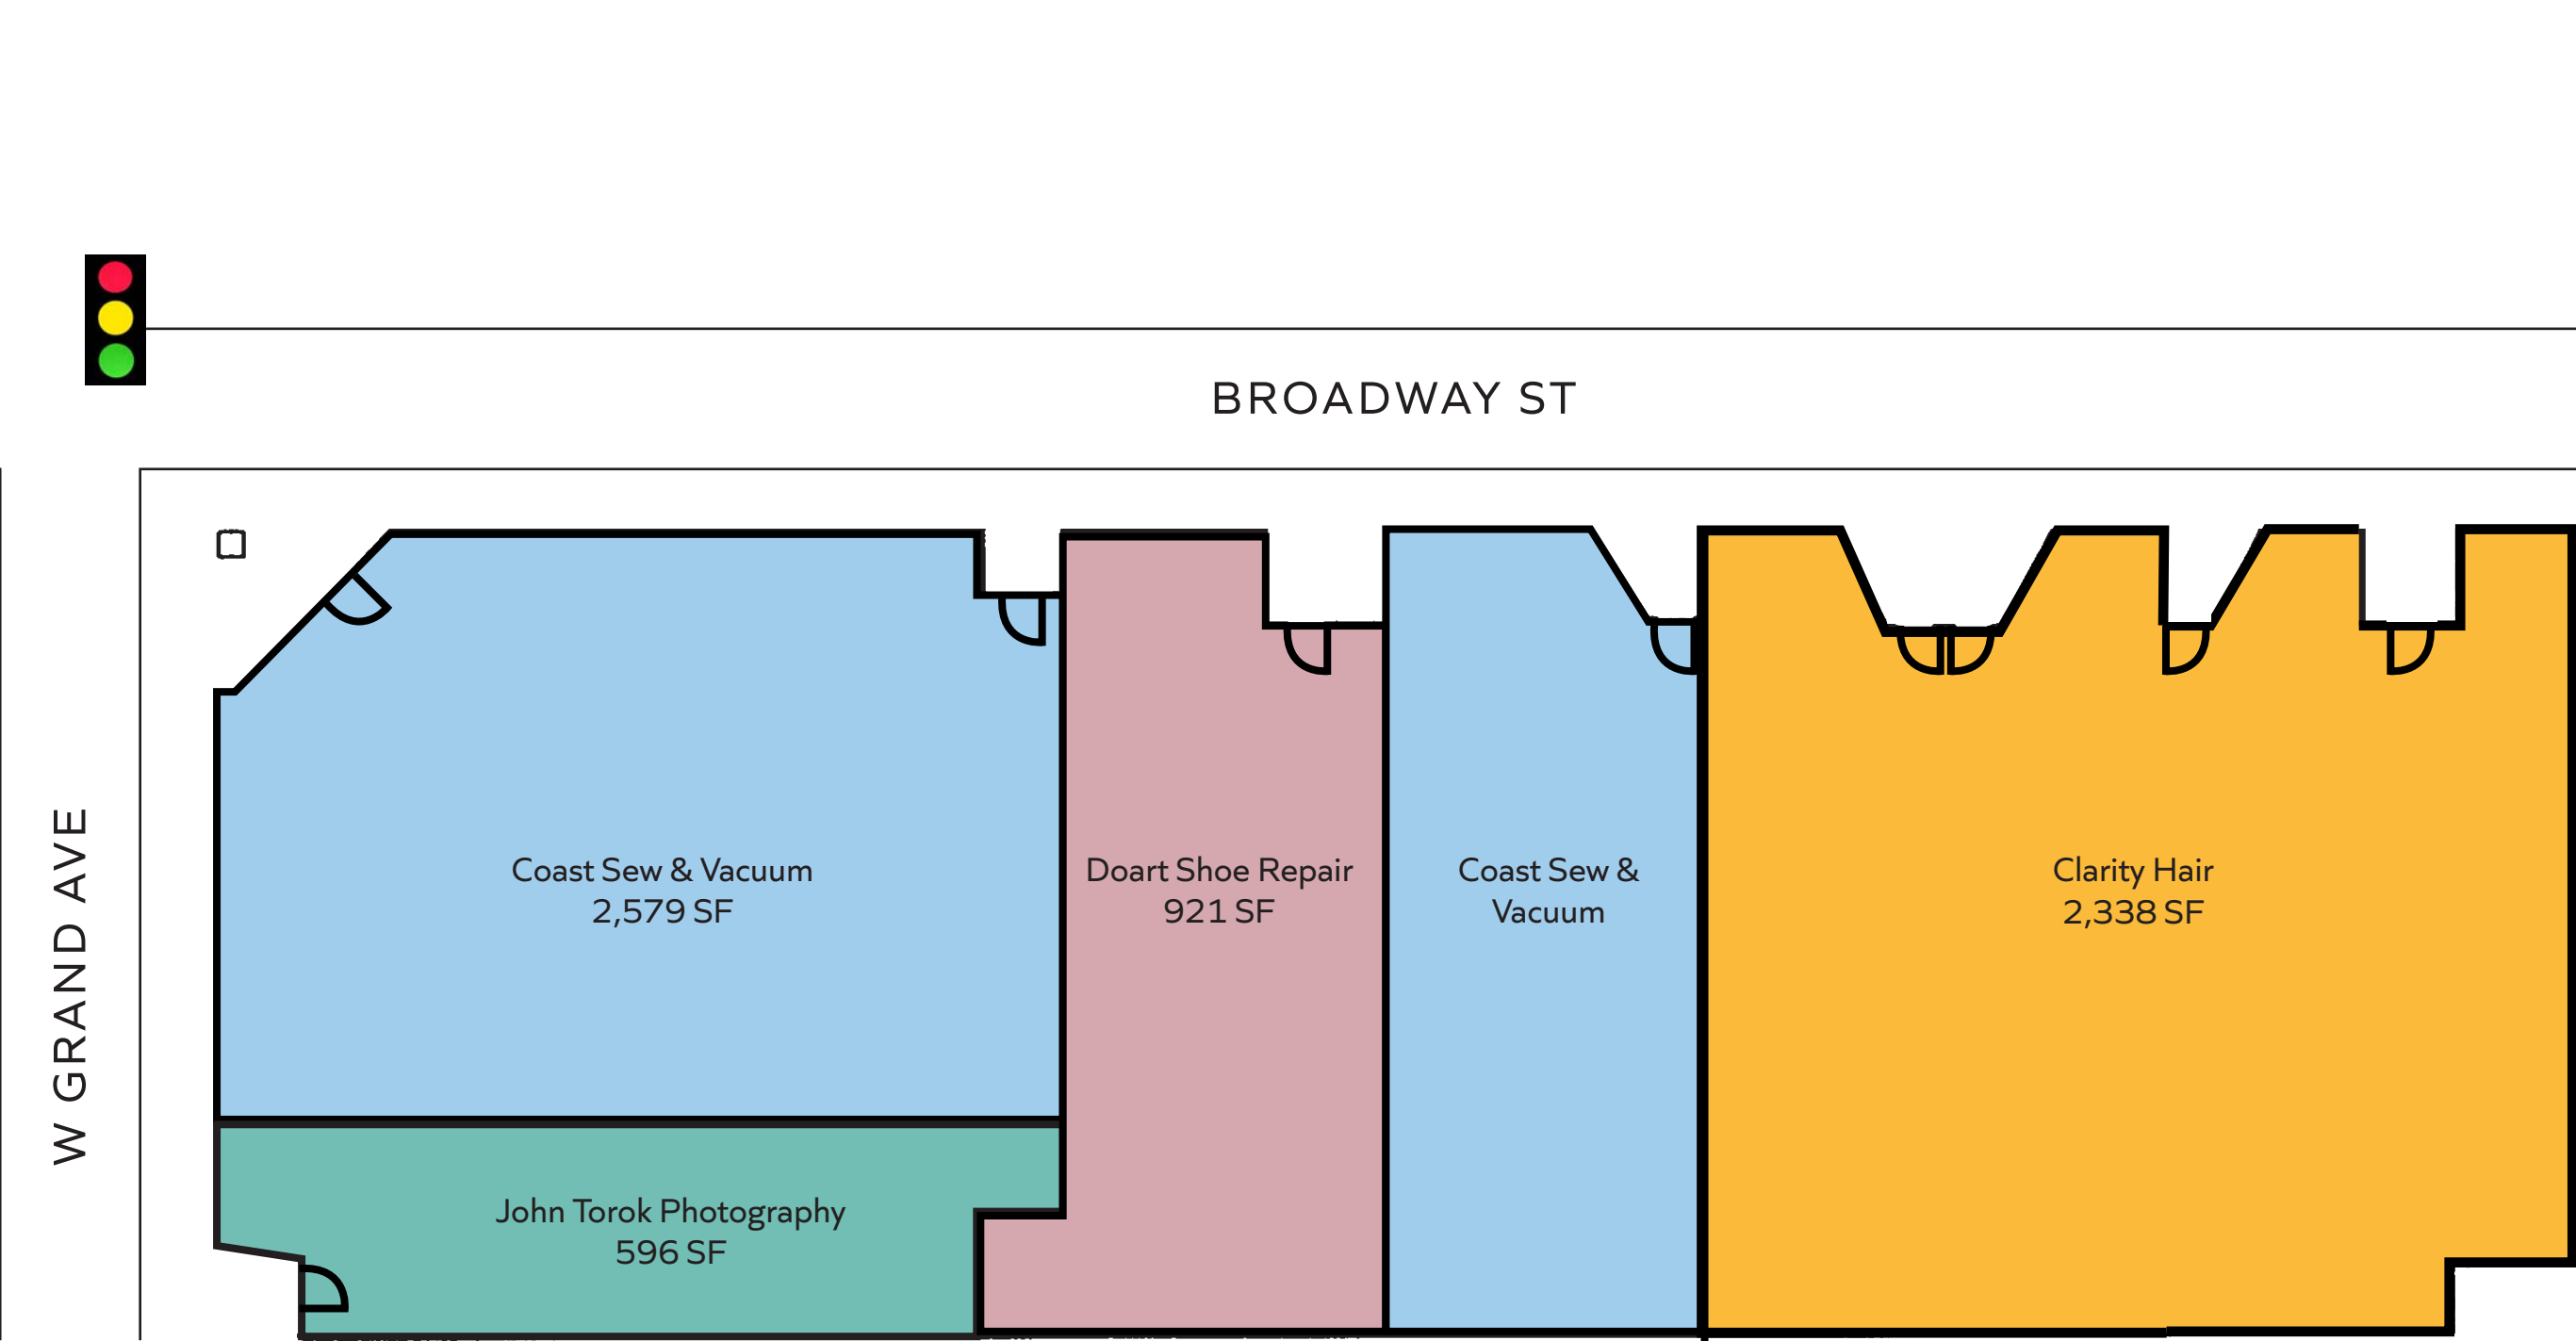 BROADWAY ST
W GRAND AVE
Coast Sew & Vacuum
2,579 SF
Doart Shoe Repair
921 SF
Coast Sew &
Vacuum
Clarity Hair
2,338 SF
John Torok Photography
596 SF